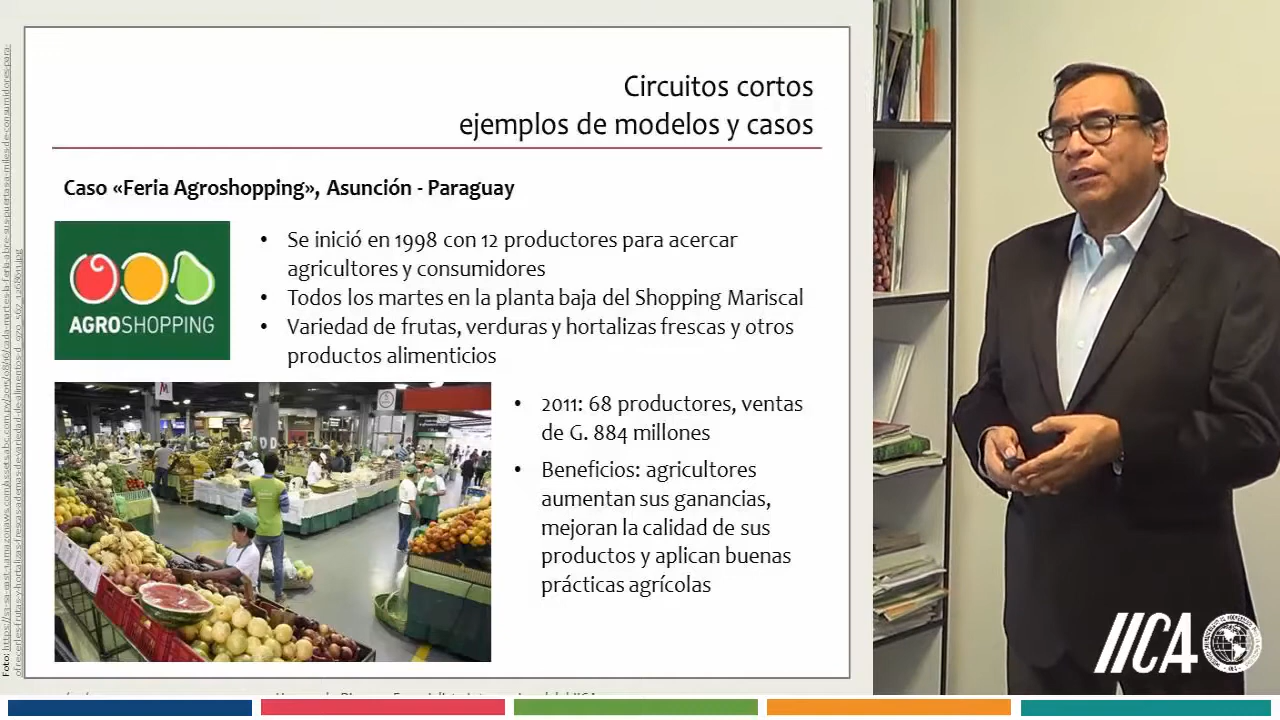 Circuitos cortos
ejemplos de modelos y casos
Caso «Feria Agroshopping», Asunción - Paraguay
AGROSHOPPING
• Se inició en 1998 con 12 productores para acercar
agricultores y consumidores
• Todos los martes en la planta baja del Shopping Mariscal
• Variedad de frutas, verduras y hortalizas frescas y otros
productos alimenticios
• 2011: 68 productores, ventas
de G. 884 millones
• Beneficios: agricultores
aumentan sus ganancias,
mejoran la calidad de sus
productos y aplican buenas
prácticas agrícolas
Foto:
IICA